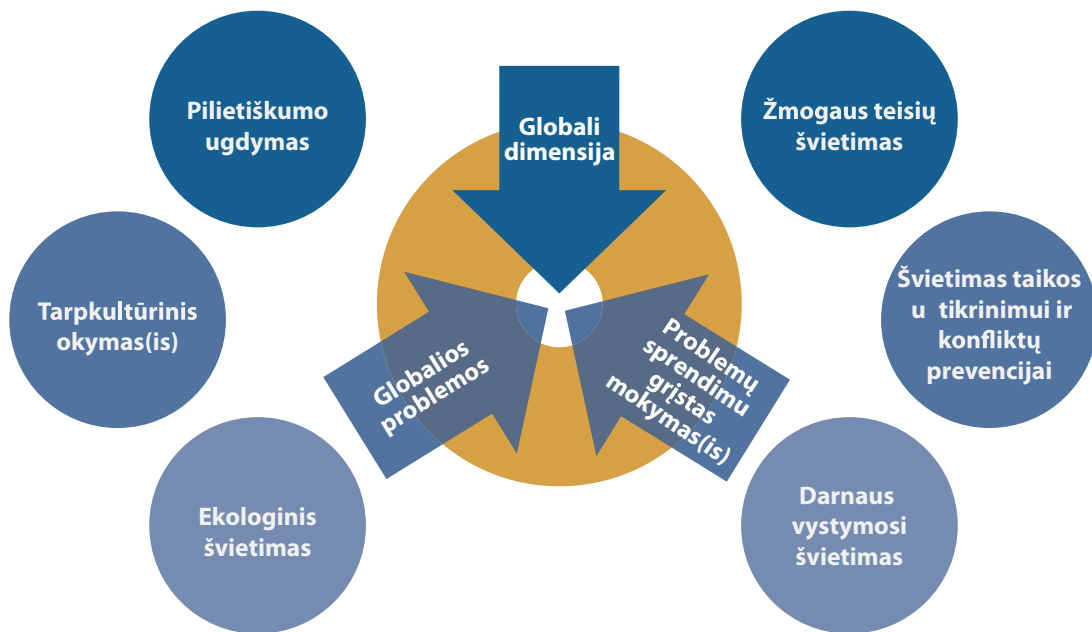 Pilietiškumo
ugdymas
Globali
dimensija
Žmogaus teisių
švietimas
Tarpkultūrinis
okymas(is)
Švietimas taikos
u tikrinimui ir
konfliktų
prevencijai
Globalios
problemos
Problemų
sprendimu
grįstas
mokymas(is)
Ekologinis
švietimas
Darnaus
vystymosi
švietimas